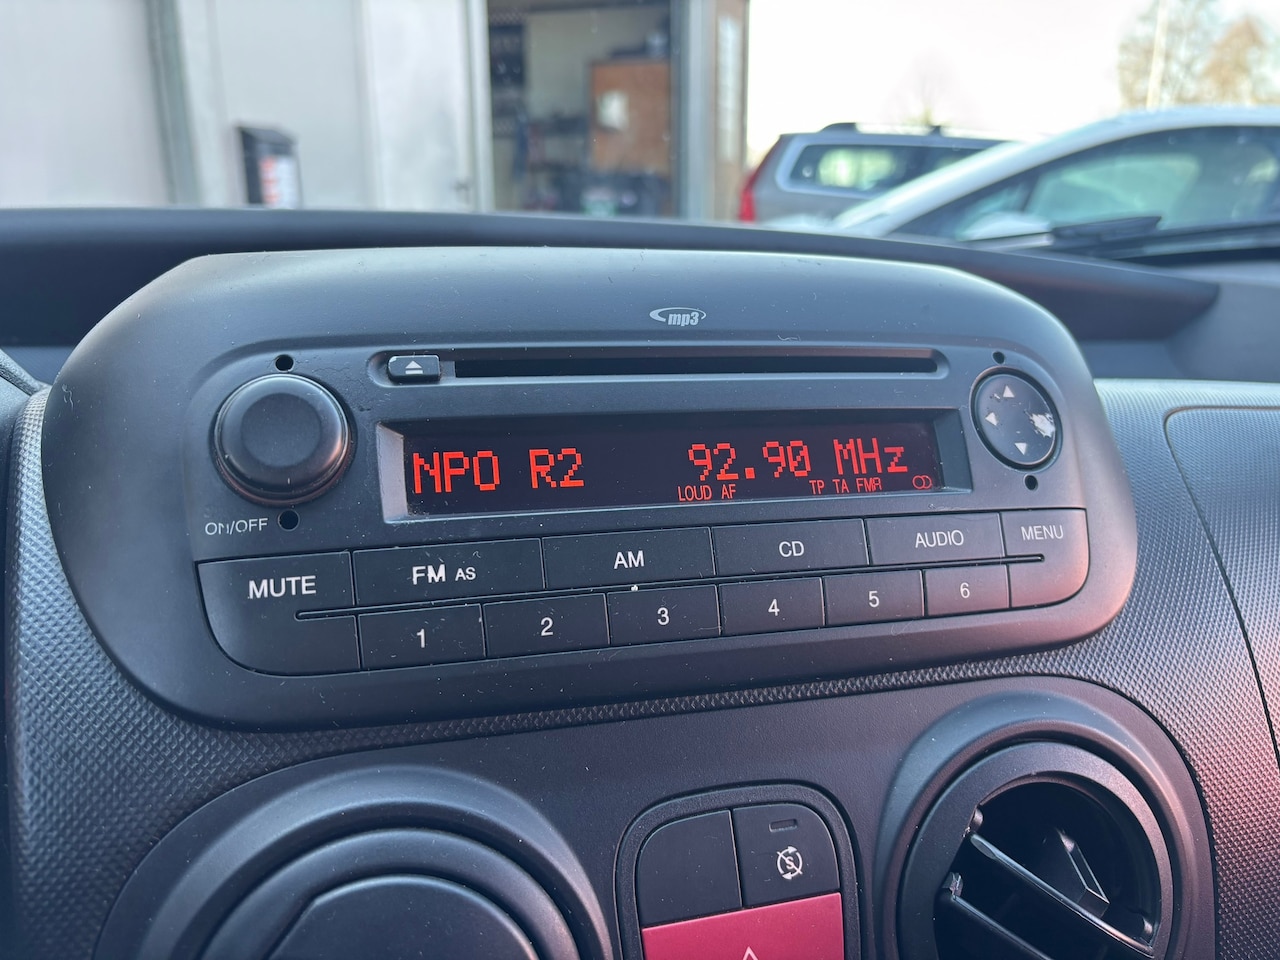 mp3
NPO R2 92.90 MHz
LOUD AF TP TA FMA
ON/OFF
MUTE FM AS AM CD AUDIO MENU
1 2 3 4 5 6
S